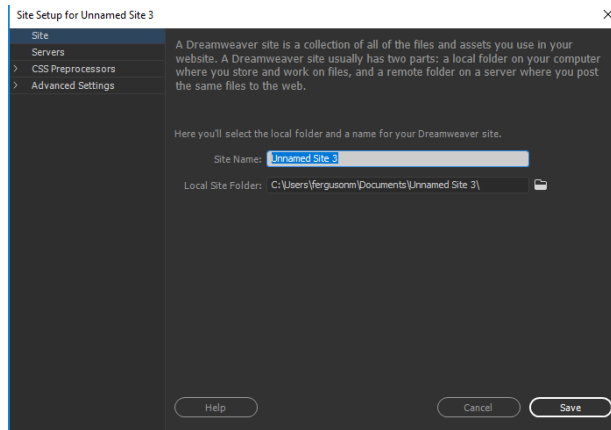 Site Setup for Unnamed Site 3
Site
Servers
CSS Preprocessors
Advanced Settings
A Dreamweaver site is a collection of all of the files and assets you use in your
website. A Dreamweaver site usually has two parts: a local folder on your computer
where you store and work on files, and a remote folder on a server where you post
the same files to the web.
Here you'll select the local folder and a name for your Dreamweaver site.
Site Name: Unnamed Site 3
Local Site Folder: C:\Users\fergusonm\Documents\Unnamed Site 3\
Help
Cancel
Save